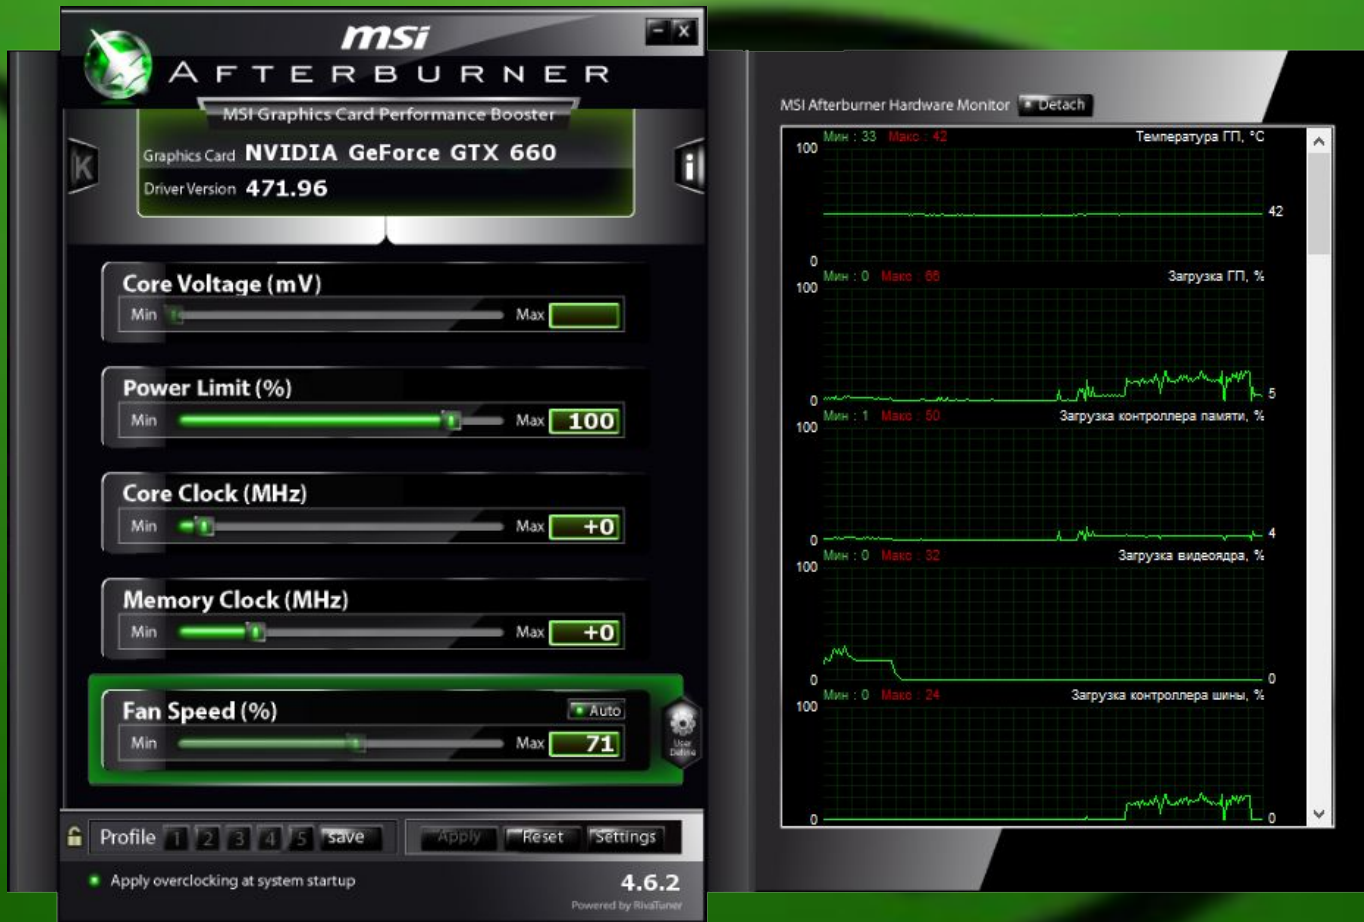 msi
AFTERBURNER
MSI Graphics Card Performance Booster
K
i
Graphics Card NVIDIA GeForce GTX 660
Driver Version 471.96
Core Voltage (mV)
Min Max
Power Limit (%)
Min Max 100
Core Clock (MHz)
Min Max +0
Memory Clock (MHz)
Min Max +0
Fan Speed (%)
Auto
Min Max 71
User Define
Profile 1 2 3 4 5 save Apply Reset Settings
Apply overclocking at system startup
4.6.2
Powered by RivaTuner
MSI Afterburner Hardware Monitor Detach
Мин : 33 Макс : 42 Температура ГП, °C
100
42
0
Мин : 0 Макс : 66 Загрузка ГП, %
100
5
0
Мин : 1 Макс : 50 Загрузка контроллера памяти, %
100
4
0
Мин : 0 Макс : 32 Загрузка видеоядра, %
100
0
0
Мин : 0 Макс : 24 Загрузка контроллера шины, %
100
0
0